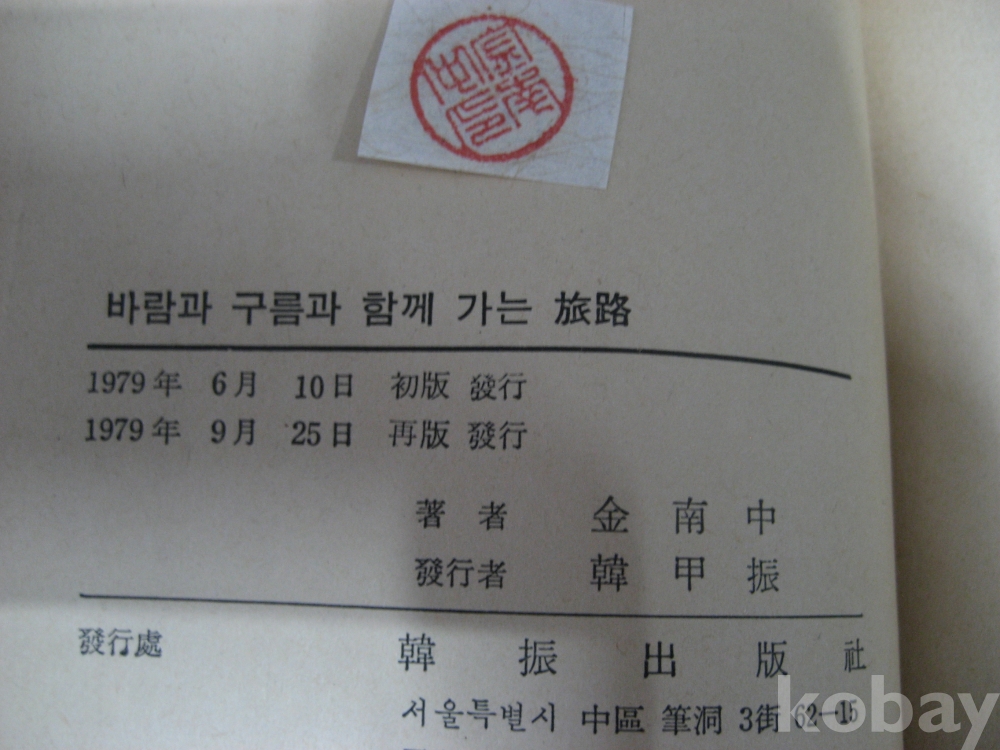 바람과 구름과 함께 가는 旅路
1979年 6月 10日 初版 發行
1979年 9月 25日 再版 發行
著者 金南中
發行者 韓甲振
發行處 韓振出版社
서울특별시 中區 筆洞 3街 62-15
kobay